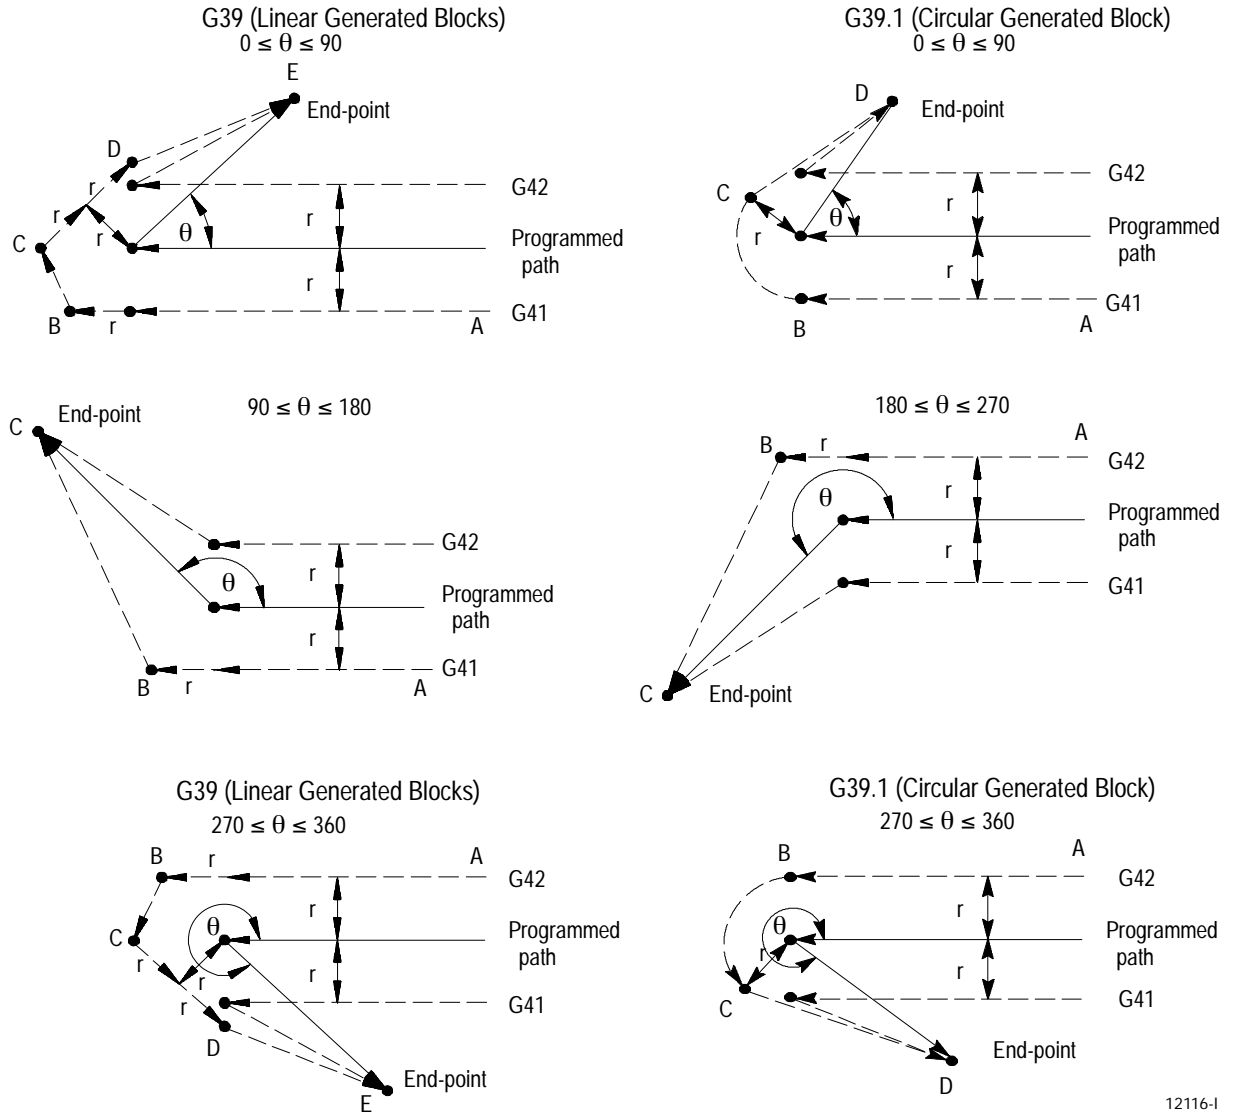 G39 (Linear Generated Blocks)
0 ≤ θ ≤ 90
E
End-point
D
r
G42
r
r
θ
r
C
Programmed
path
r
B
r
A
G41
G39.1 (Circular Generated Block)
0 ≤ θ ≤ 90
D
End-point
G42
C
r
r
θ
Programmed
path
r
G41
B
A
90 ≤ θ ≤ 180
End-point
C
G42
r
θ
Programmed
path
r
G41
B
r
A
180 ≤ θ ≤ 270
A
B
r
G42
r
θ
Programmed
path
r
G41
C
End-point
G39 (Linear Generated Blocks)
270 ≤ θ ≤ 360
B
r
A
G42
r
θ
C
Programmed
path
r
r
r
r
G41
D
End-point
E
G39.1 (Circular Generated Block)
270 ≤ θ ≤ 360
B
A
G42
r
θ
Programmed
path
r
r
C
G41
End-point
D
12116-I